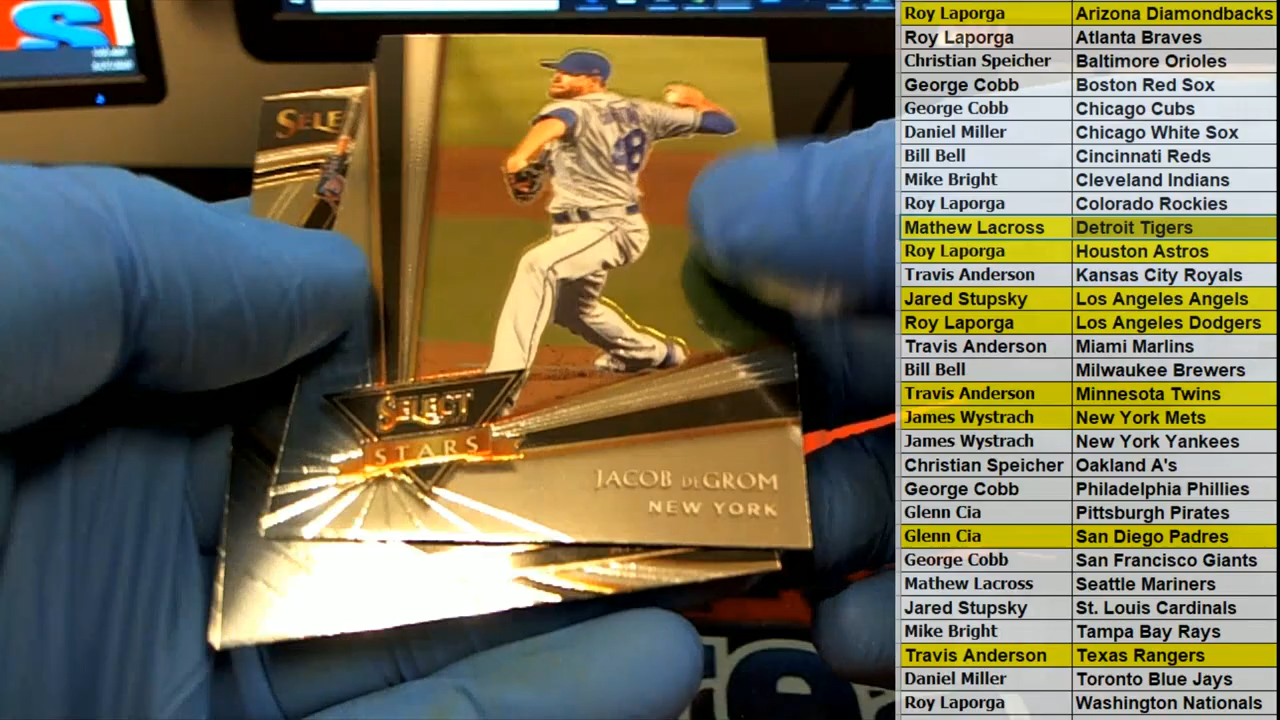 SELE
48
SELECT
STARS
JACOB DEGROM
NEW YORK
Roy Laporga Arizona Diamondbacks
Roy Laporga Atlanta Braves
Christian Speicher Baltimore Orioles
George Cobb Boston Red Sox
George Cobb Chicago Cubs
Daniel Miller Chicago White Sox
Bill Bell Cincinnati Reds
Mike Bright Cleveland Indians
Roy Laporga Colorado Rockies
Mathew Lacross Detroit Tigers
Roy Laporga Houston Astros
Travis Anderson Kansas City Royals
Jared Stupsky Los Angeles Angels
Roy Laporga Los Angeles Dodgers
Travis Anderson Miami Marlins
Bill Bell Milwaukee Brewers
Travis Anderson Minnesota Twins
James Wystrach New York Mets
James Wystrach New York Yankees
Christian Speicher Oakland A's
George Cobb Philadelphia Phillies
Glenn Cia Pittsburgh Pirates
Glenn Cia San Diego Padres
George Cobb San Francisco Giants
Mathew Lacross Seattle Mariners
Jared Stupsky St. Louis Cardinals
Mike Bright Tampa Bay Rays
Travis Anderson Texas Rangers
Daniel Miller Toronto Blue Jays
Roy Laporga Washington Nationals